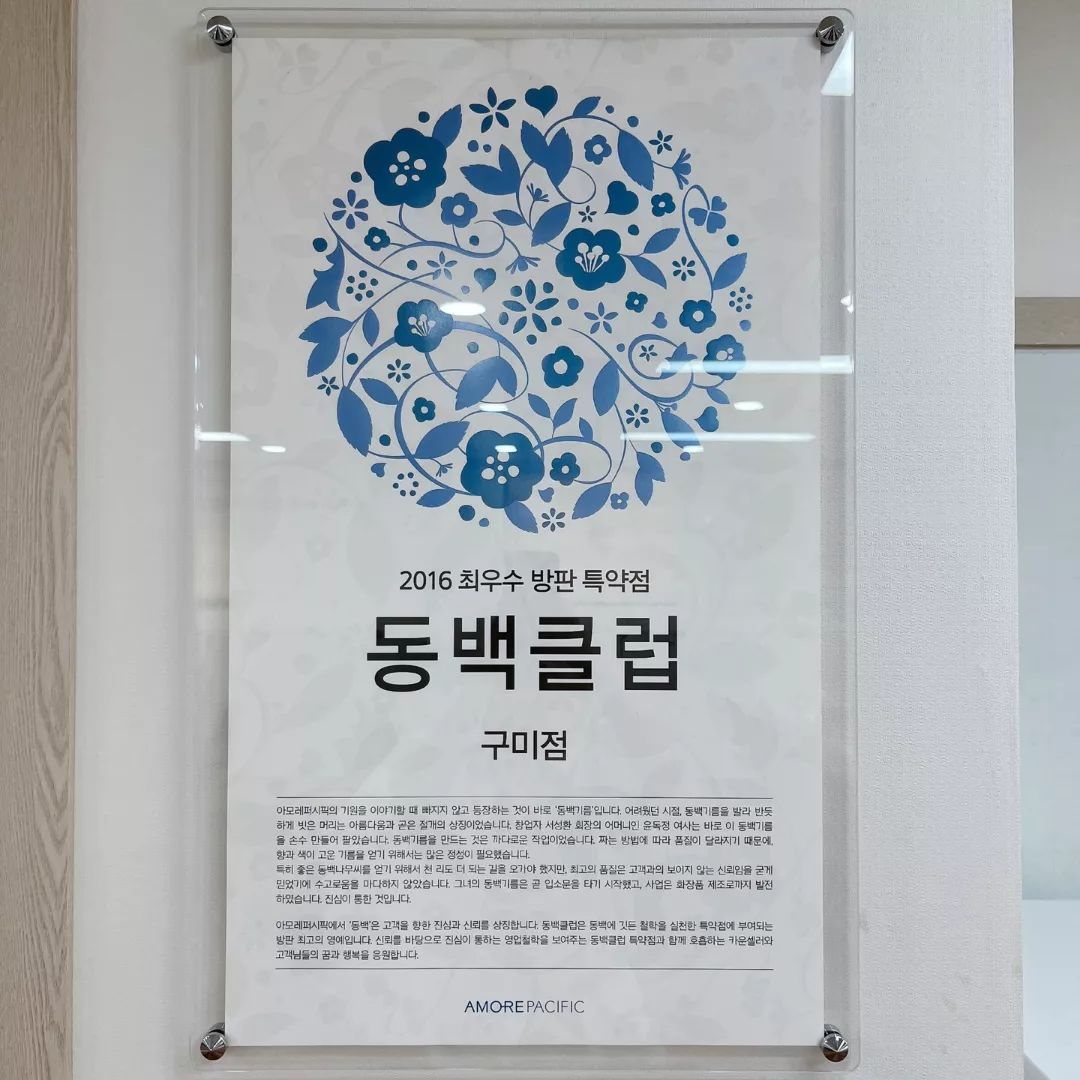 2016 최우수 방판 특약점
동백클럽
구미점
아모레퍼시픽의 기원을 이야기할 때 빠지지 않고 등장하는 것이 바로 '동백기름'입니다. 어려웠던 시절, 동백기름을 발라 반듯
하게 빗은 머리는 아름다움과 곧은 절개의 상징이었습니다. 창업자 서성환 회장의 어머니인 윤독정 여사는 바로 이 동백기름
을 손수 만들어 팔았습니다. 동백기름을 만드는 것은 까다로운 작업이었습니다. 짜는 방법에 따라 품질이 달라지기 때문에,
향과 색이 고운 기름을 얻기 위해서는 많은 정성이 필요했습니다.
특히 좋은 동백나무씨를 얻기 위해서 천 리도 더 되는 길을 오가야 했지만, 최고의 품질은 고객과의 보이지 않는 신뢰임을 굳게
믿었기에 수고로움을 마다하지 않았습니다. 그녀의 동백기름은 곧 입소문을 타기 시작했고, 사업은 화장품 제조로까지 발전
하였습니다. 진심이 통한 것입니다.
아모레퍼시픽에서 '동백'은 고객을 향한 진심과 신뢰를 상징합니다. 동백클럽은 동백에 깃든 철학을 실천한 특약점에 부여되는
방판 최고의 영예입니다. 신뢰를 바탕으로 진심이 통하는 영업철학을 보여주는 동백클럽 특약점과 함께 호흡하는 카운셀러와
고객님들의 꿈과 행복을 응원합니다.
AMOREPACIFIC